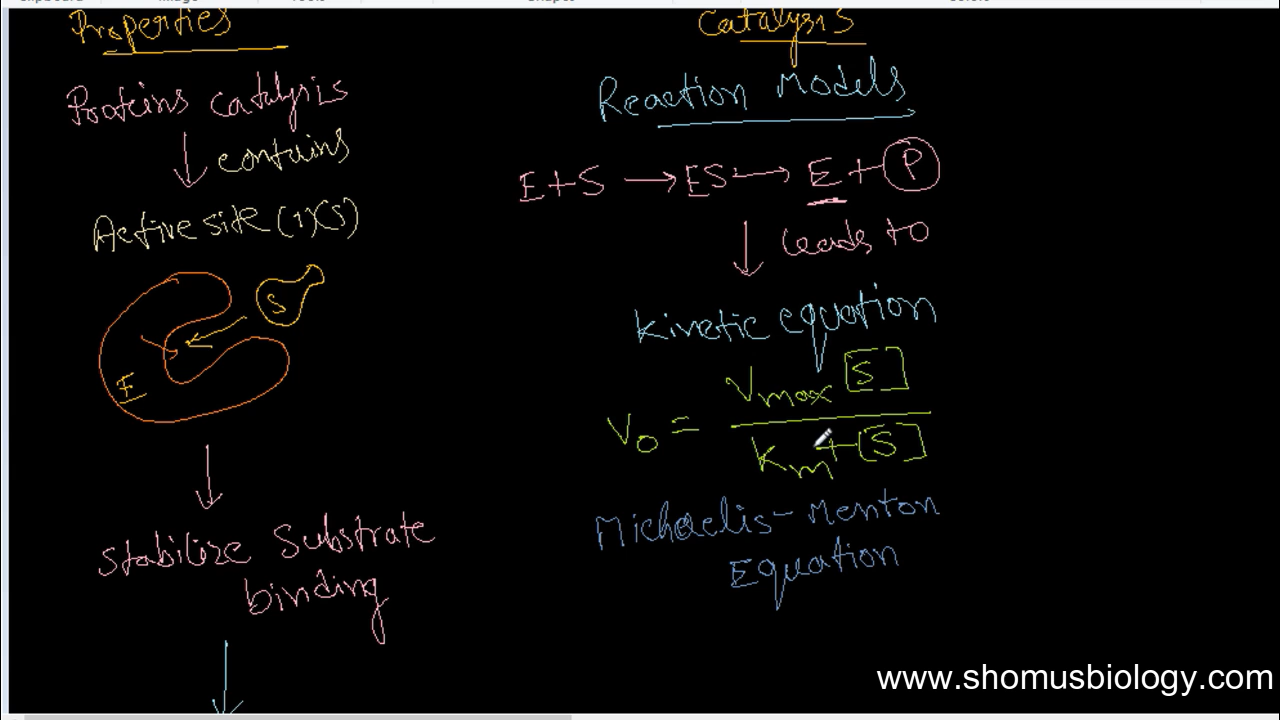 Properties
Proteins catalysis
contains
Active site (1)(s)
S
E
Stabilize Substrate
binding
Catalysis
Reaction Models
E+S → ES → E + P
leads to
Kinetic equation
V0 = Vmax [S]
Km + [S]
Michaelis-Menton
Equation
www.shomusbiology.com